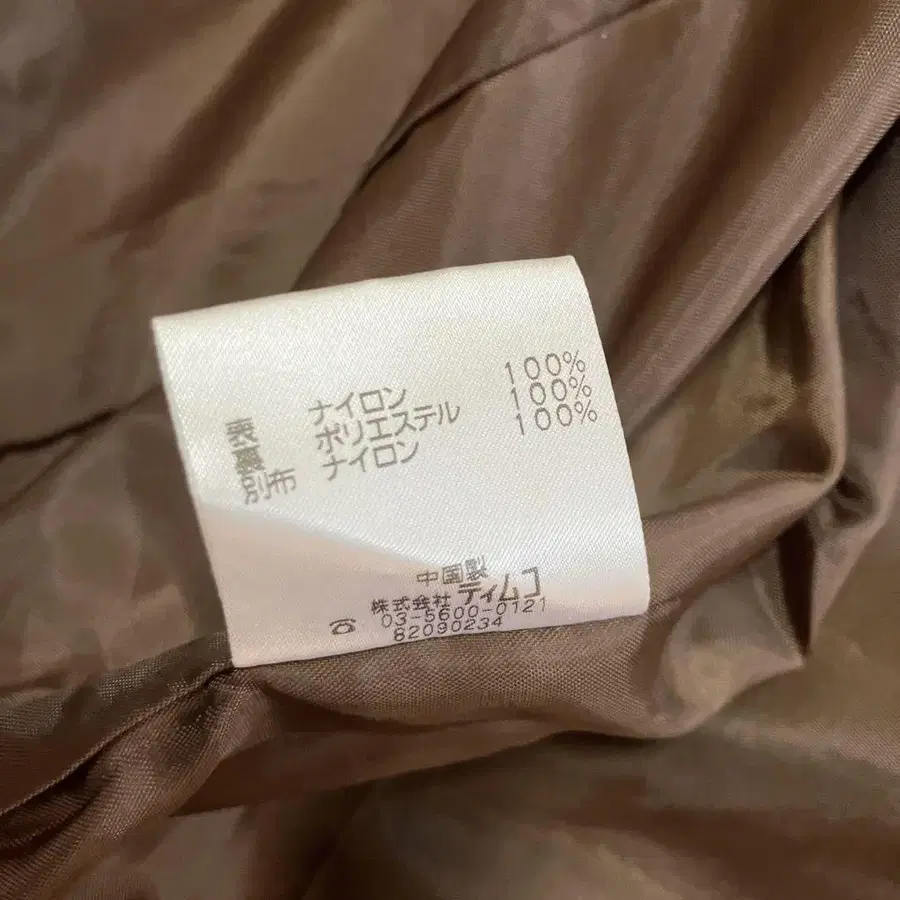 表 ナイロン 100%
裏 ポリエステル 100%
別布 ナイロン 100%
中国製
株式会社 ティムコ
☎ 03-5600-0121
82090234